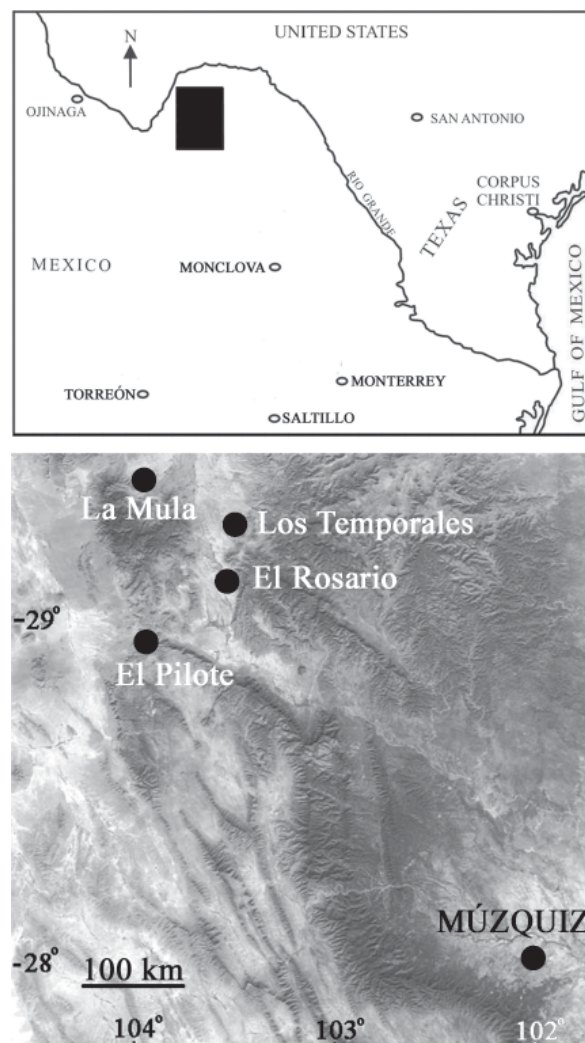 UNITED STATES
N
OJINAGA
SAN ANTONIO
RIO GRANDE
TEXAS
CORPUS
CHRISTI
MEXICO
MONCLOVA
GULF OF MEXICO
TORREÓN
MONTERREY
SALTILLO
La Mula
Los Temporales
El Rosario
-29°
El Pilote
MÚZQUIZ
-28°
100 km
104° 103° 102°